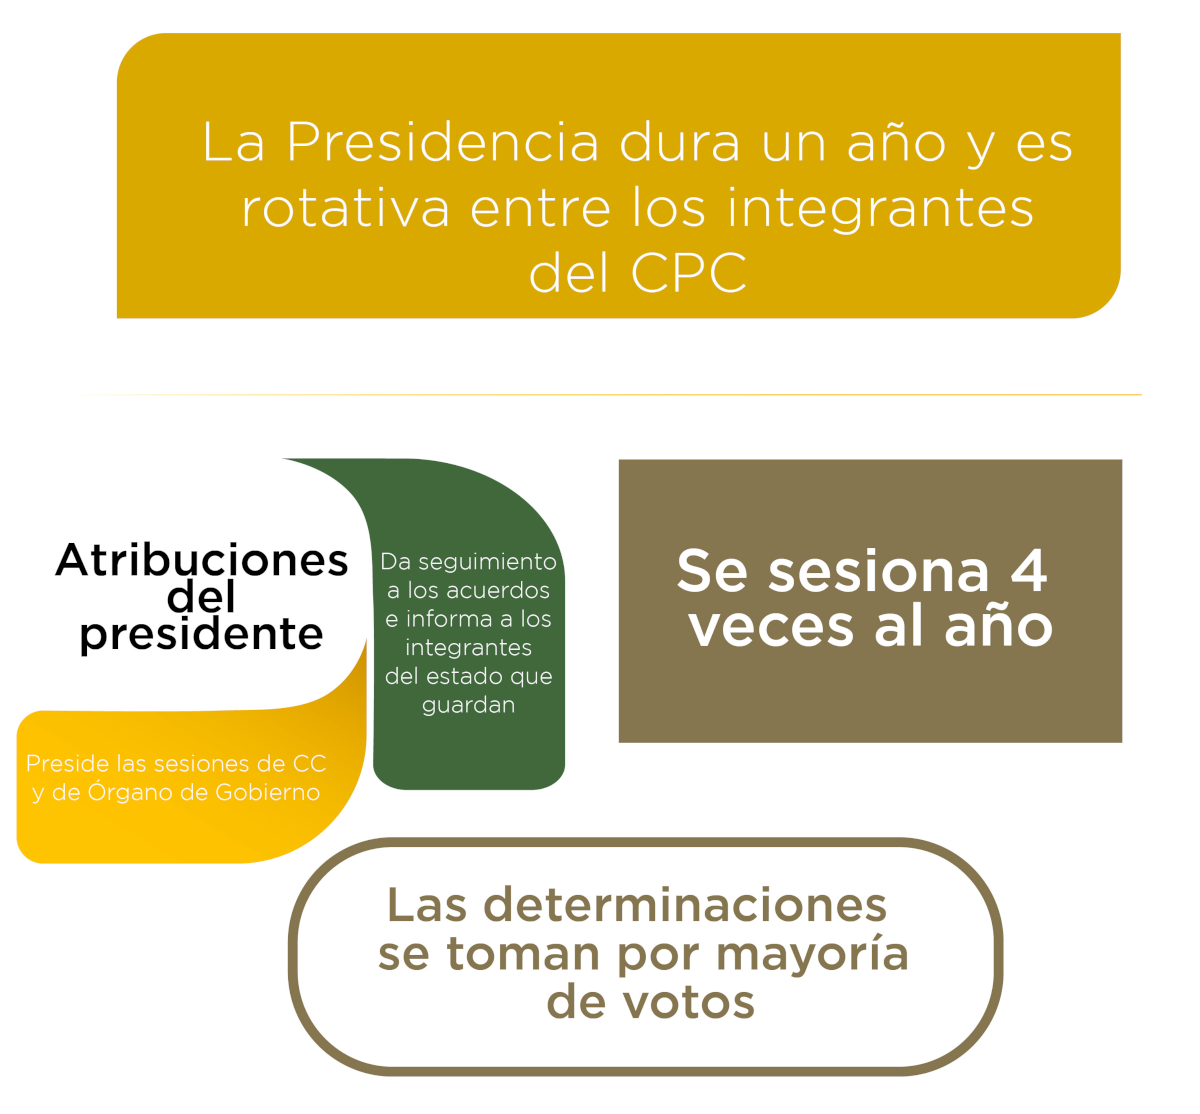 La Presidencia dura un año y es
rotativa entre los integrantes
del CPC
Atribuciones
del
presidente
Da seguimiento
a los acuerdos
e informa a los
integrantes
del estado que
guardan
Preside las sesiones de CC
y de Órgano de Gobierno
Se sesiona 4
veces al año
Las determinaciones
se toman por mayoría
de votos